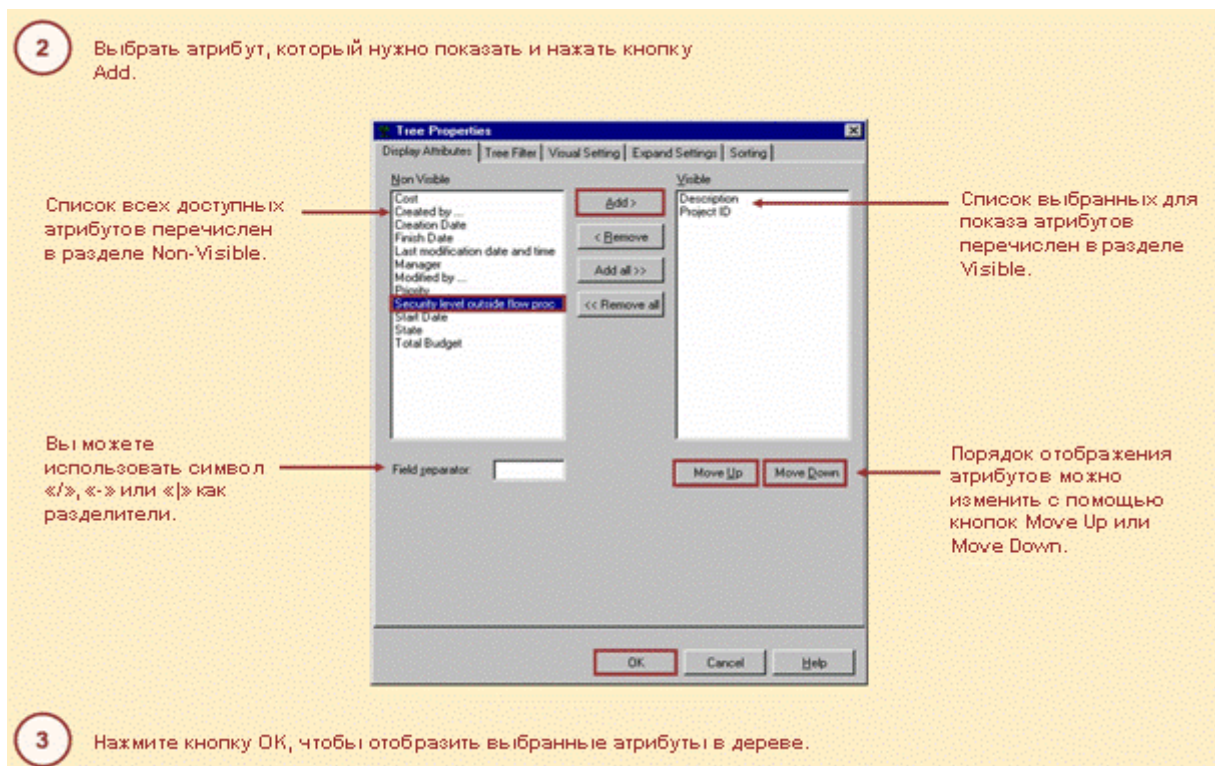 2
Выбрать атрибут, который нужно показать и нажать кнопку
Add.
Tree Properties
Display Attributes
Tree Filter
Visual Setting
Expand Settings
Sorting
Non Visible
Cost
Created by ...
Creation Date
Finish Date
Last modification date and time
Manager
Modified by ...
Priority
Security level outside flow proc
Start Date
State
Total Budget
Add >
< Remove
Add all >>
<< Remove all
Visible
Description
Project ID
Список всех доступных
атрибутов перечислен
в разделе Non-Visible.
Список выбранных для
показа атрибутов
перечислен в разделе
Visible.
Вы можете
использовать символ
«/», «-» или «|» как
разделители.
Field separator:
Move Up
Move Down
Порядок отображения
атрибутов можно
изменить с помощью
кнопок Move Up или
Move Down.
OK
Cancel
Help
3
Нажмите кнопку OK, чтобы отобразить выбранные атрибуты в дереве.